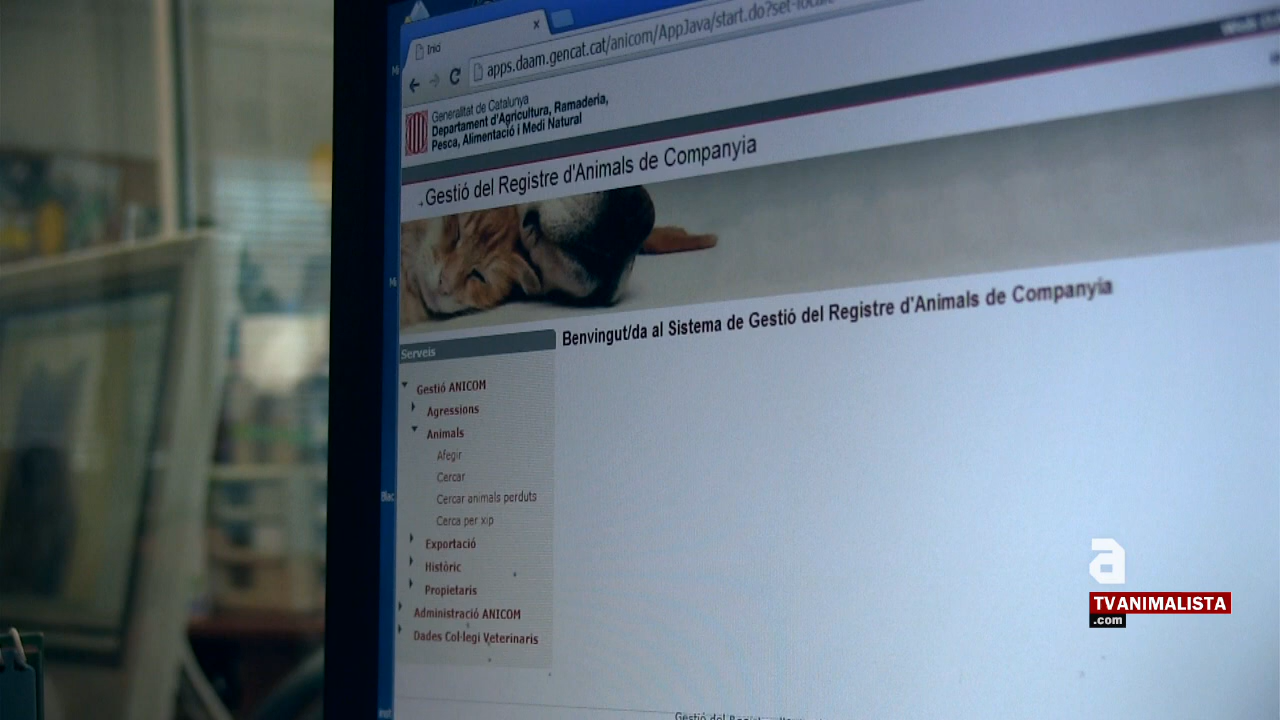 Inici
x
apps.daam.gencat.cat/anicom/AppJava/start.do?set-locale
Generalitat de Catalunya
Departament d'Agricultura, Ramaderia,
Pesca, Alimentació i Medi Natural
Gestió del Registre d'Animals de Companyia
Benvingut/da al Sistema de Gestió del Registre d'Animals de Companyia
Serveis
Gestió ANICOM
Agressions
Animals
Afegir
Cercar
Cercar animals perduts
Cerca per xip
Exportació
Històric
Propietaris
Administració ANICOM
Dades Col·legi Veterinaris
Gestió del
a
TVANIMALISTA
.com